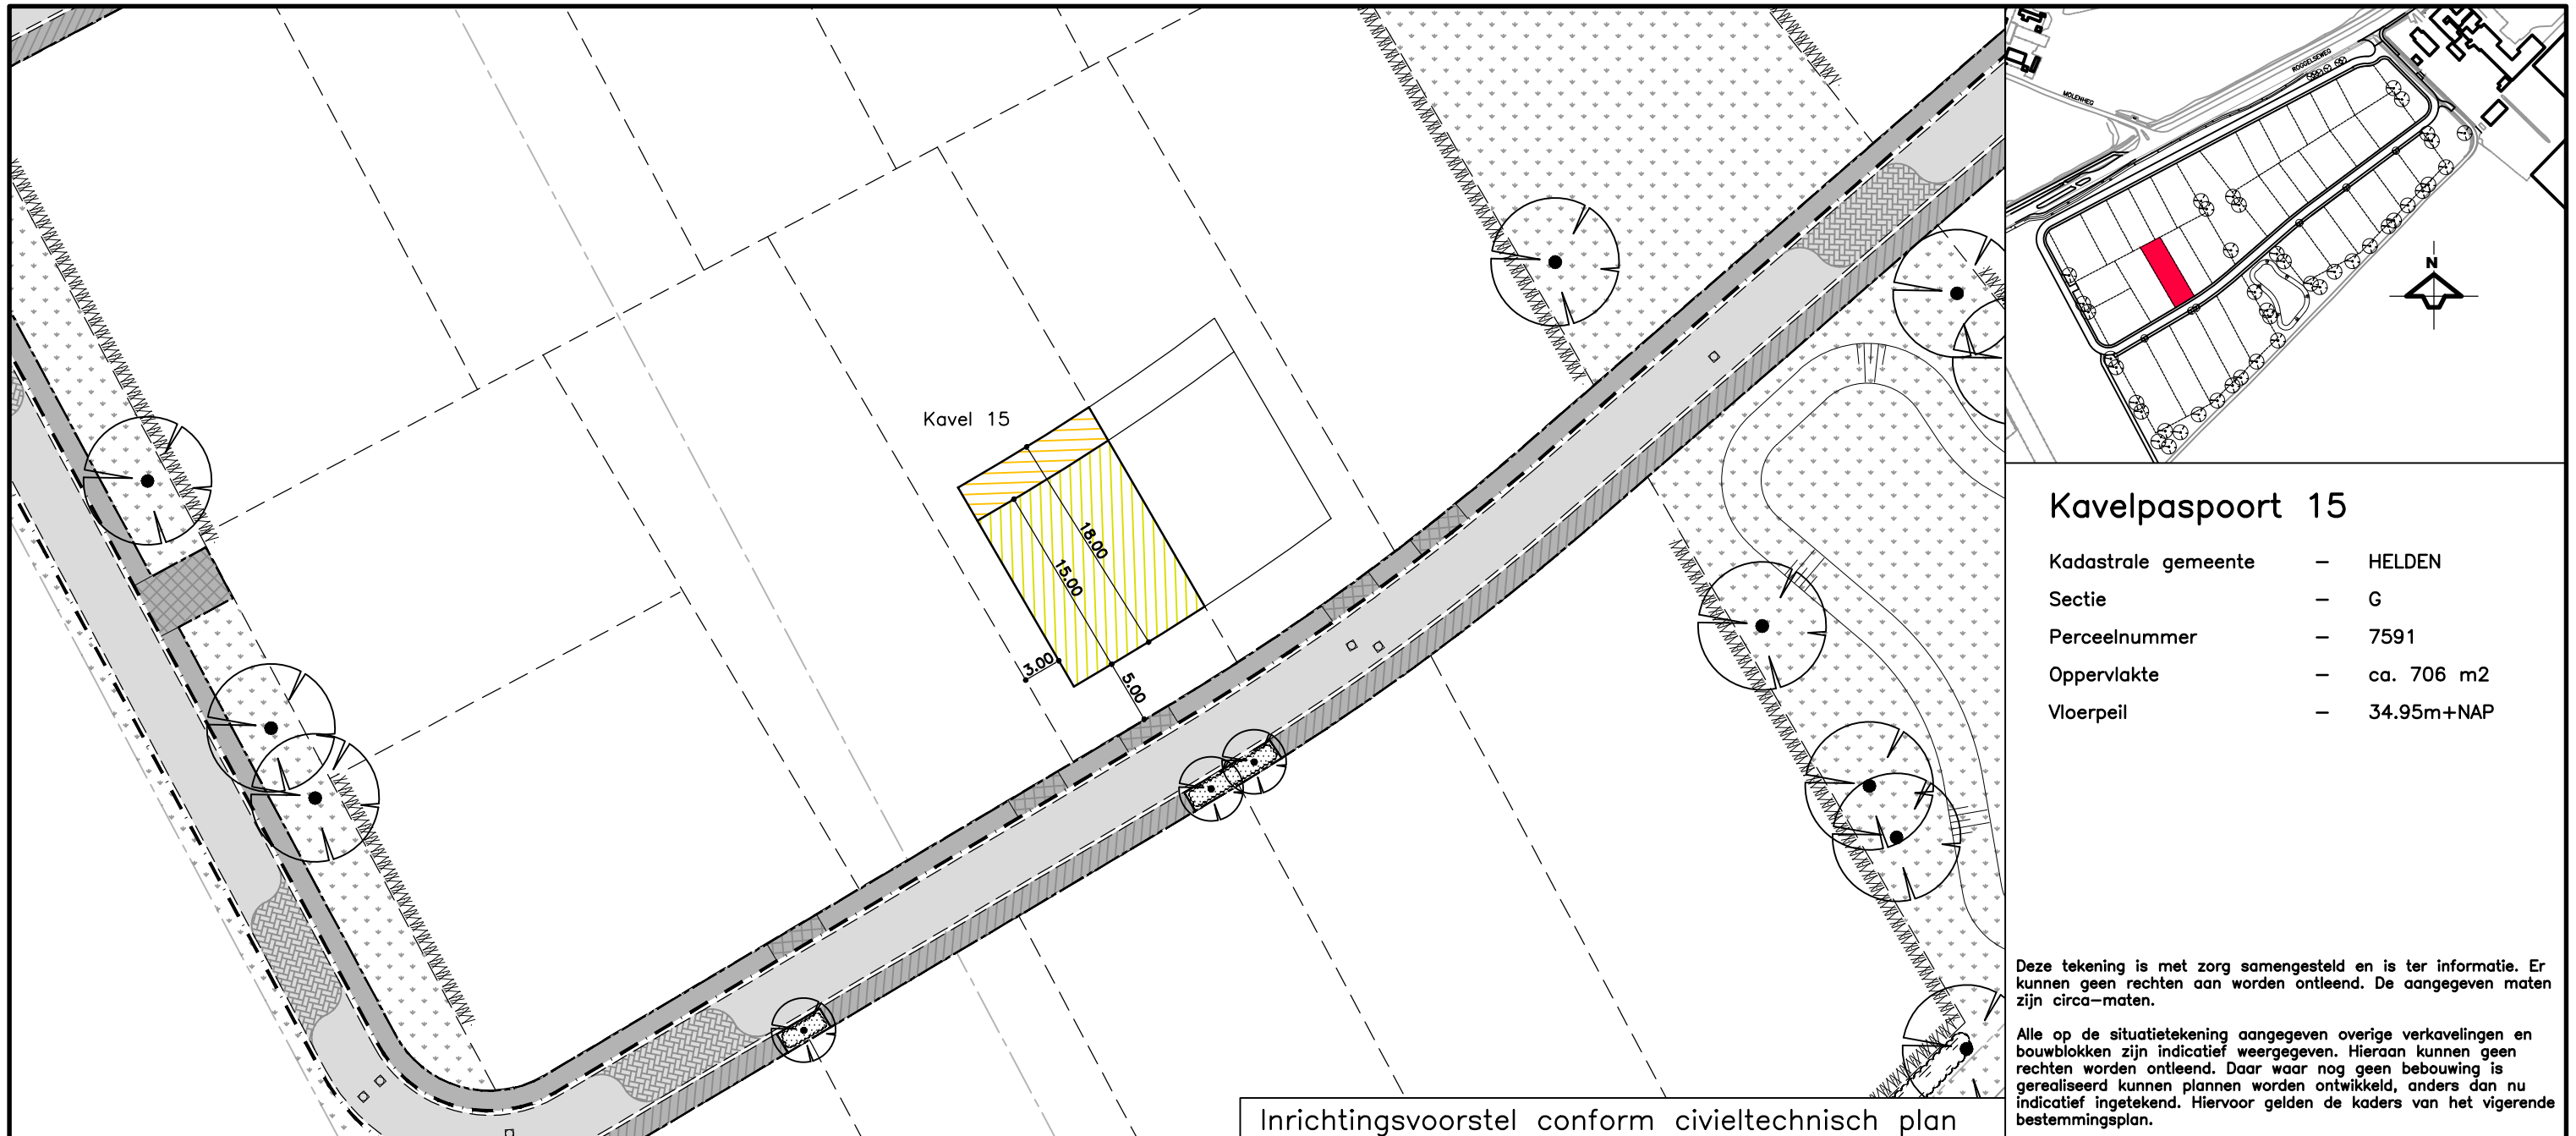 Kavel 15
18.00
15.00
3.00
5.00
Inrichtingsvoorstel conform civieltechnisch plan
ROGGELSEWEG
MOLENHEG
N
Kavelpaspoort 15
Kadastrale gemeente – HELDEN
Sectie – G
Perceelnummer – 7591
Oppervlakte – ca. 706 m2
Vloerpeil – 34.95m+NAP
Deze tekening is met zorg samengesteld en is ter informatie. Er
kunnen geen rechten aan worden ontleend. De aangegeven maten
zijn circa–maten.
Alle op de situatietekening aangegeven overige verkavelingen en
bouwblokken zijn indicatief weergegeven. Hieraan kunnen geen
rechten worden ontleend. Daar waar nog geen bebouwing is
gerealiseerd kunnen plannen worden ontwikkeld, anders dan nu
indicatief ingetekend. Hiervoor gelden de kaders van het vigerende
bestemmingsplan.